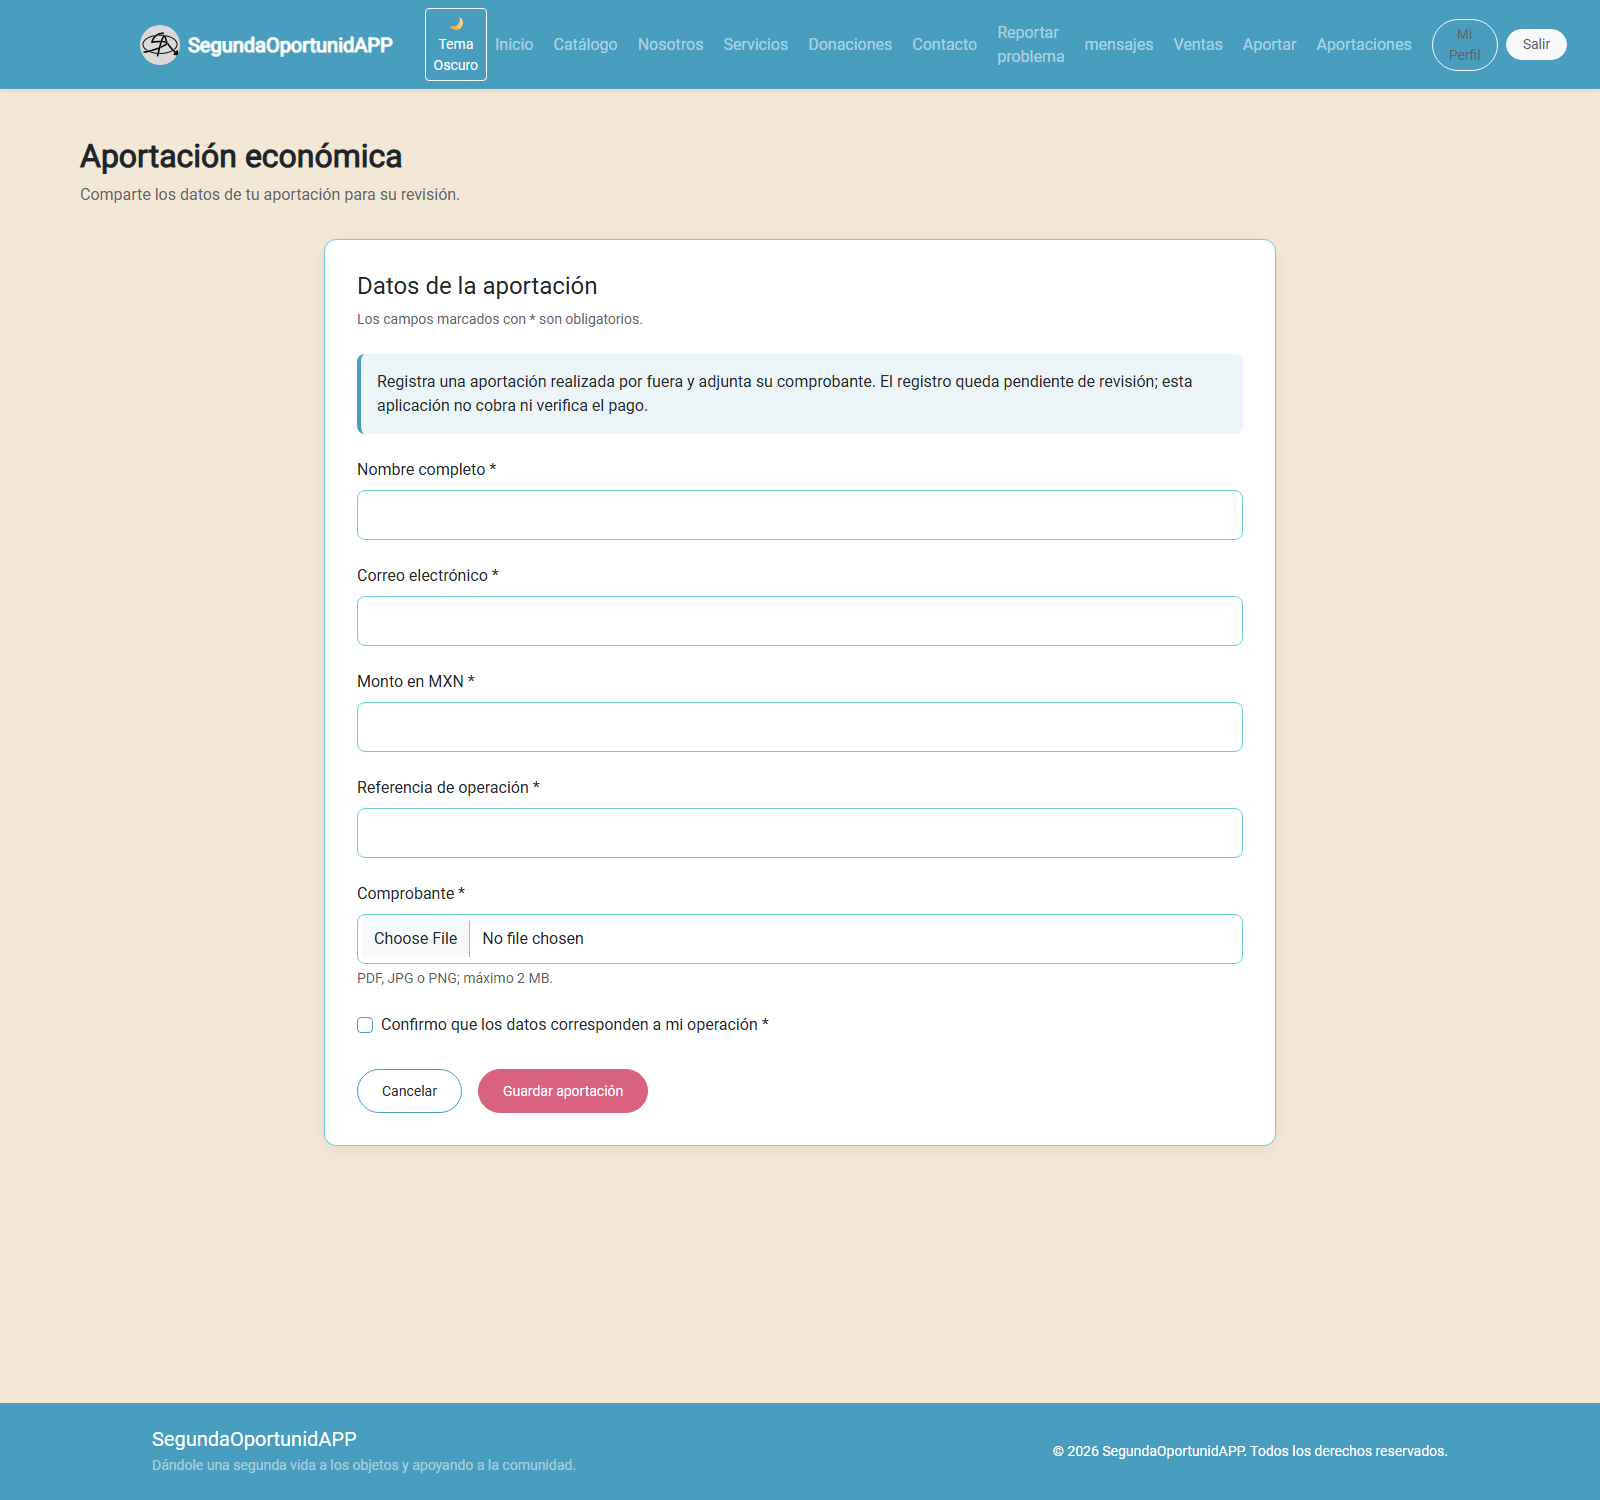 SegundaOportunidAPP
🌙
Tema
Oscuro
Inicio
Catálogo
Nosotros
Servicios
Donaciones
Contacto
Reportar
problema
mensajes
Ventas
Aportar
Aportaciones
Mi
Perfil
Salir
Aportación económica
Comparte los datos de tu aportación para su revisión.
Datos de la aportación
Los campos marcados con * son obligatorios.
Registra una aportación realizada por fuera y adjunta su comprobante. El registro queda pendiente de revisión; esta
aplicación no cobra ni verifica el pago.
Nombre completo *
Correo electrónico *
Monto en MXN *
Referencia de operación *
Comprobante *
Choose File No file chosen
PDF, JPG o PNG; máximo 2 MB.
Confirmo que los datos corresponden a mi operación *
Cancelar
Guardar aportación
SegundaOportunidAPP
Dándole una segunda vida a los objetos y apoyando a la comunidad.
© 2026 SegundaOportunidAPP. Todos los derechos reservados.